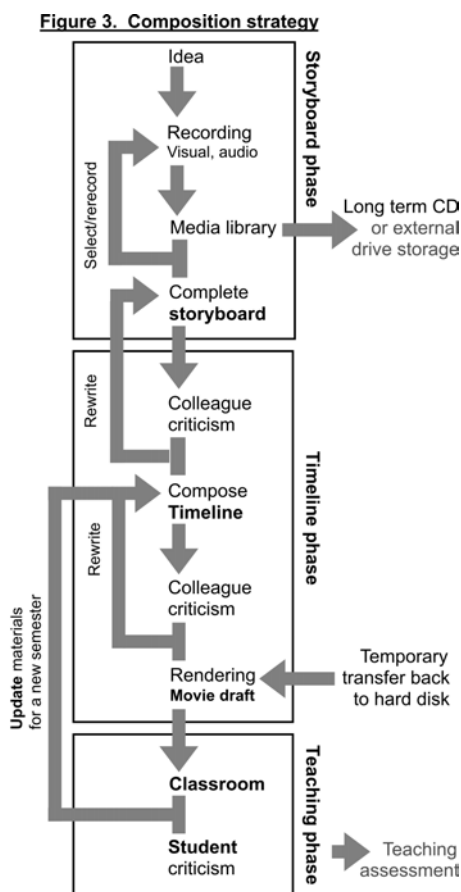 Figure 3.  Composition strategy
Storyboard phase
Idea
Recording
Visual, audio
Select/rerecord
Media library
Long term CD
or external
drive storage
Complete
storyboard
Timeline phase
Rewrite
Colleague
criticism
Compose
Timeline
Rewrite
Colleague
criticism
Update materials
for a new semester
Rendering
Movie draft
Temporary
transfer back
to hard disk
Teaching phase
Classroom
Student
criticism
Teaching
assessment